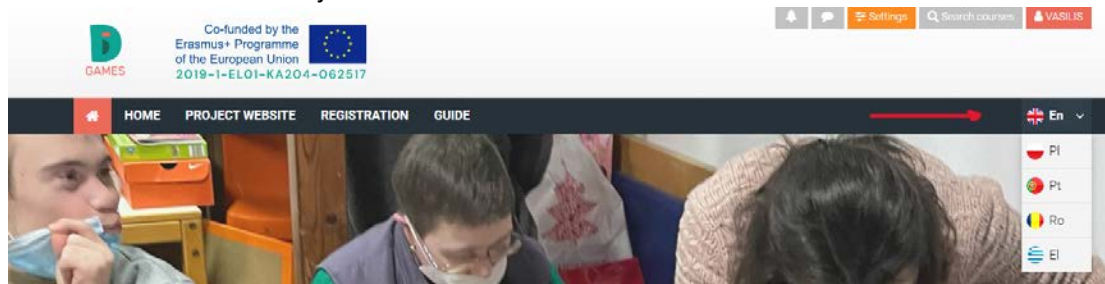 Co-funded by the
Erasmus+ Programme
of the European Union
2019-1-EL01-KA204-062517
GAMES
Settings
Search courses
VASILIS
HOME PROJECT WEBSITE REGISTRATION GUIDE
En
Pl
Pt
Ro
El